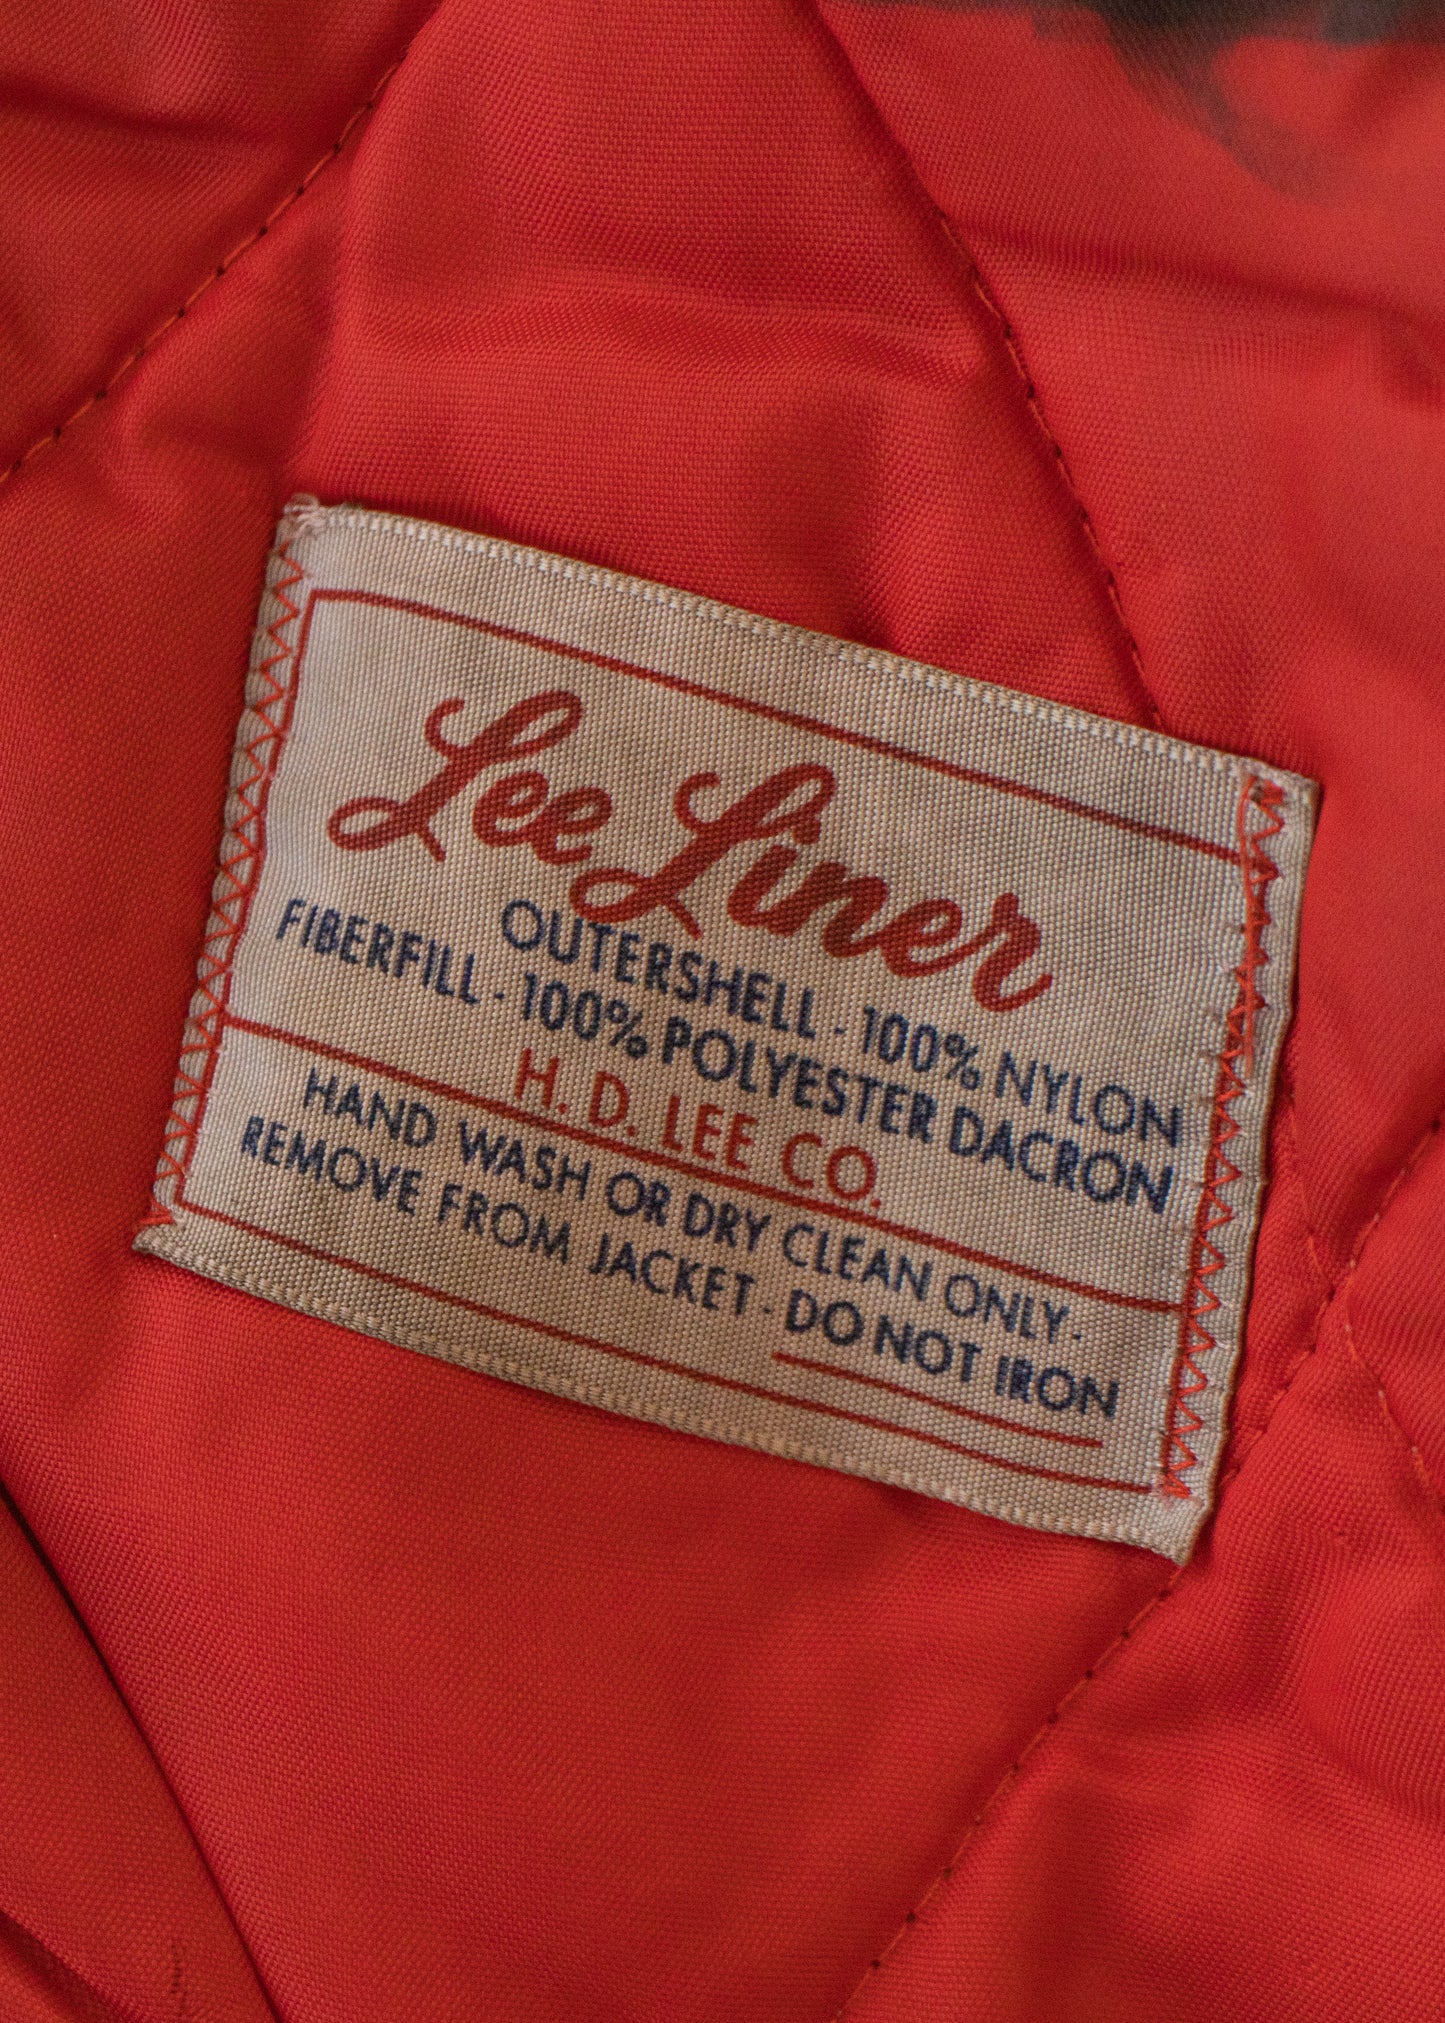 Lee Liner
OUTERSHELL - 100% NYLON
FIBERFILL - 100% POLYESTER DACRON
H. D. LEE CO.
HAND WASH OR DRY CLEAN ONLY -
REMOVE FROM JACKET - DO NOT IRON